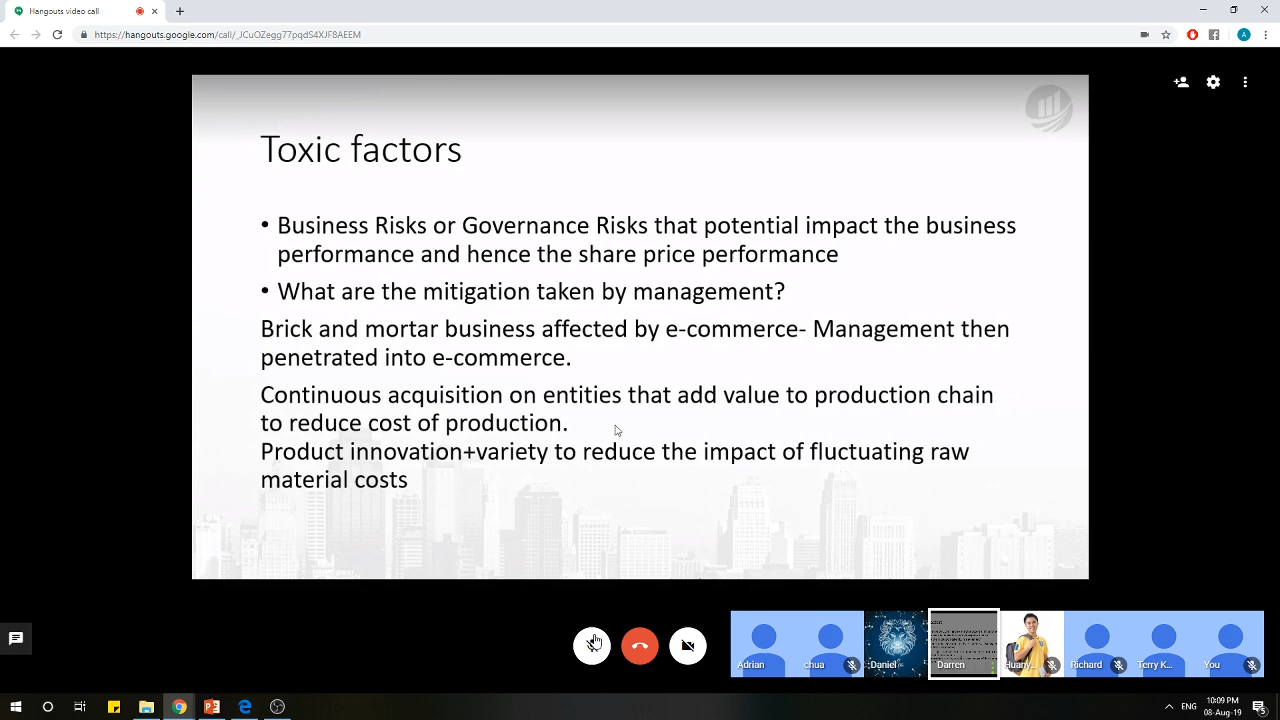 Hangouts video call
https://hangouts.google.com/call/_JCuOZegg77pqdS4XJF8AEEM
A
Toxic factors
• Business Risks or Governance Risks that potential impact the business
performance and hence the share price performance
• What are the mitigation taken by management?
Brick and mortar business affected by e-commerce- Management then
penetrated into e-commerce.
Continuous acquisition on entities that add value to production chain
to reduce cost of production.
Product innovation+variety to reduce the impact of fluctuating raw
material costs
Adrian chua Daniel Darren Huany... Richard Terry K... You
ENG 10:09 PM
08-Aug-19
5